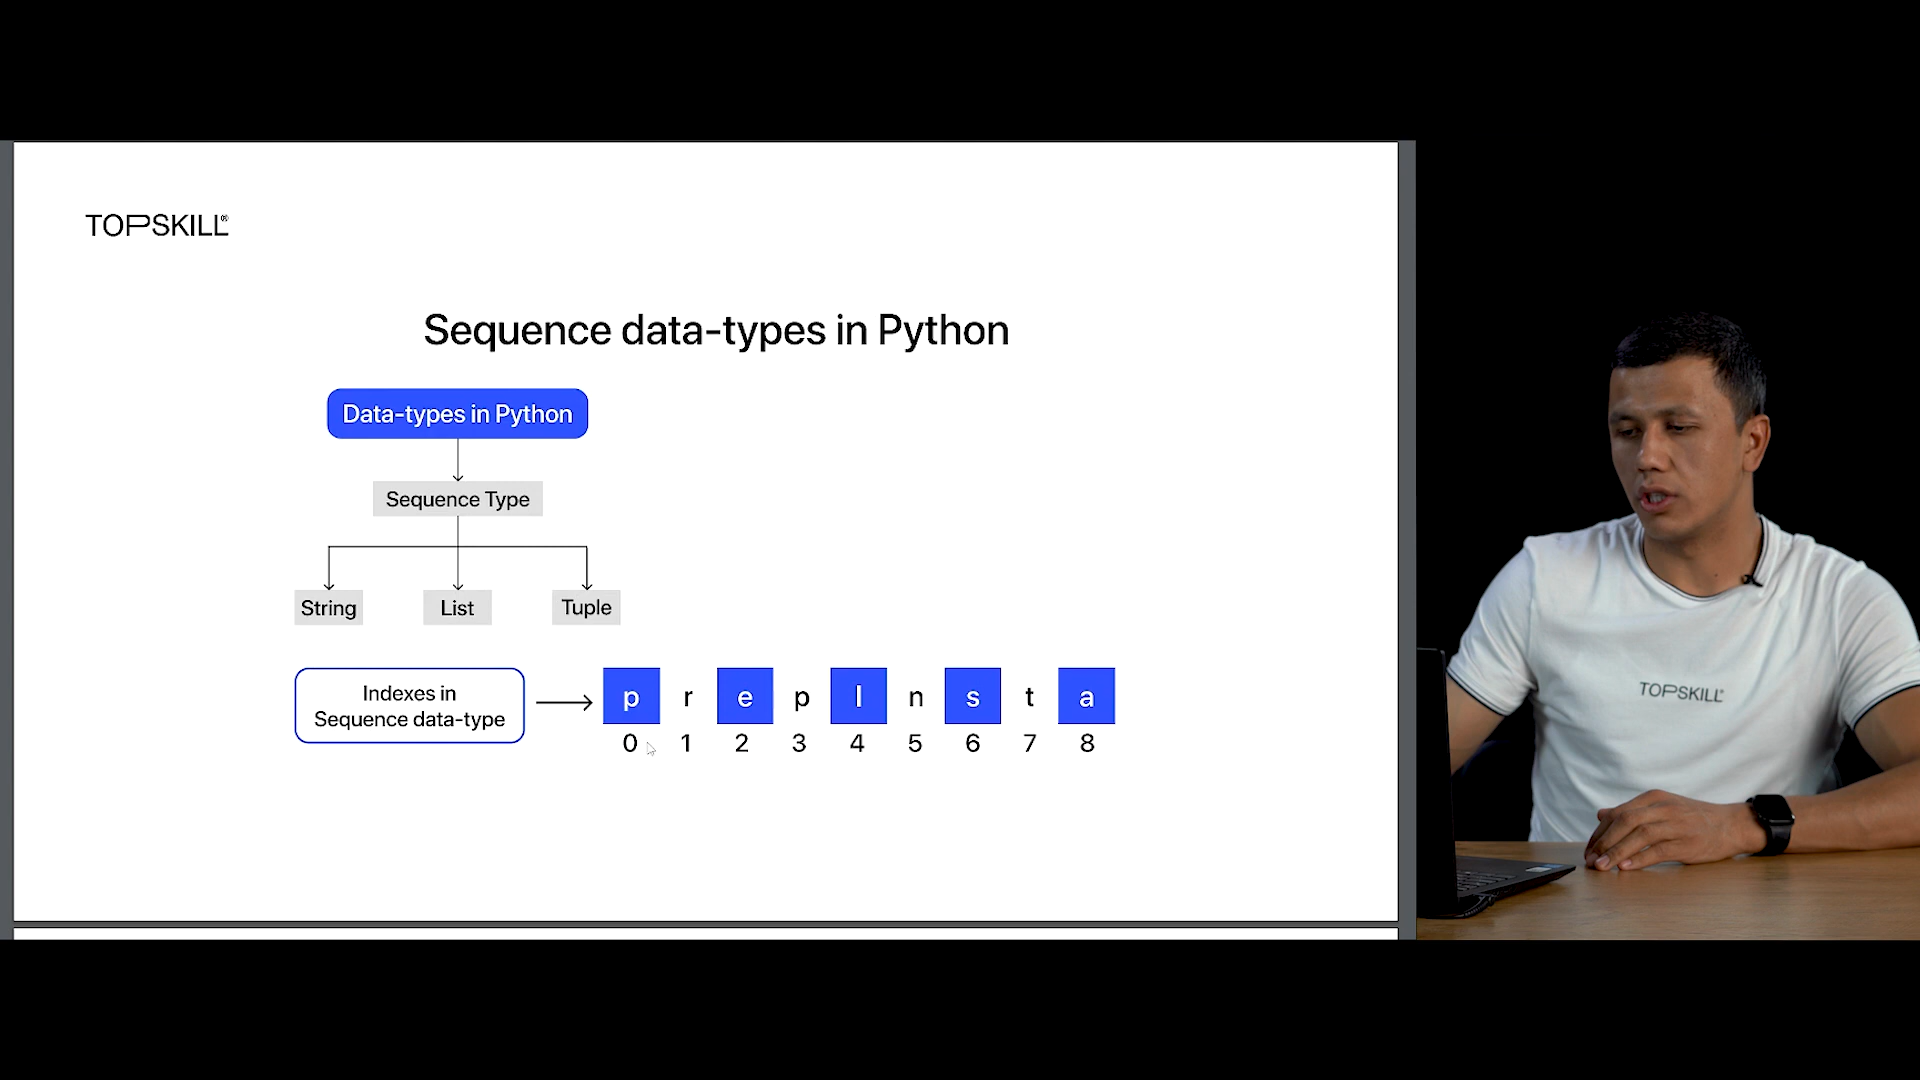 TOPSKILL®
Sequence data-types in Python
Data-types in Python
Sequence Type
String List Tuple
Indexes in
Sequence data-type
p r e p I n s t a
0 1 2 3 4 5 6 7 8
TOPSKILL®